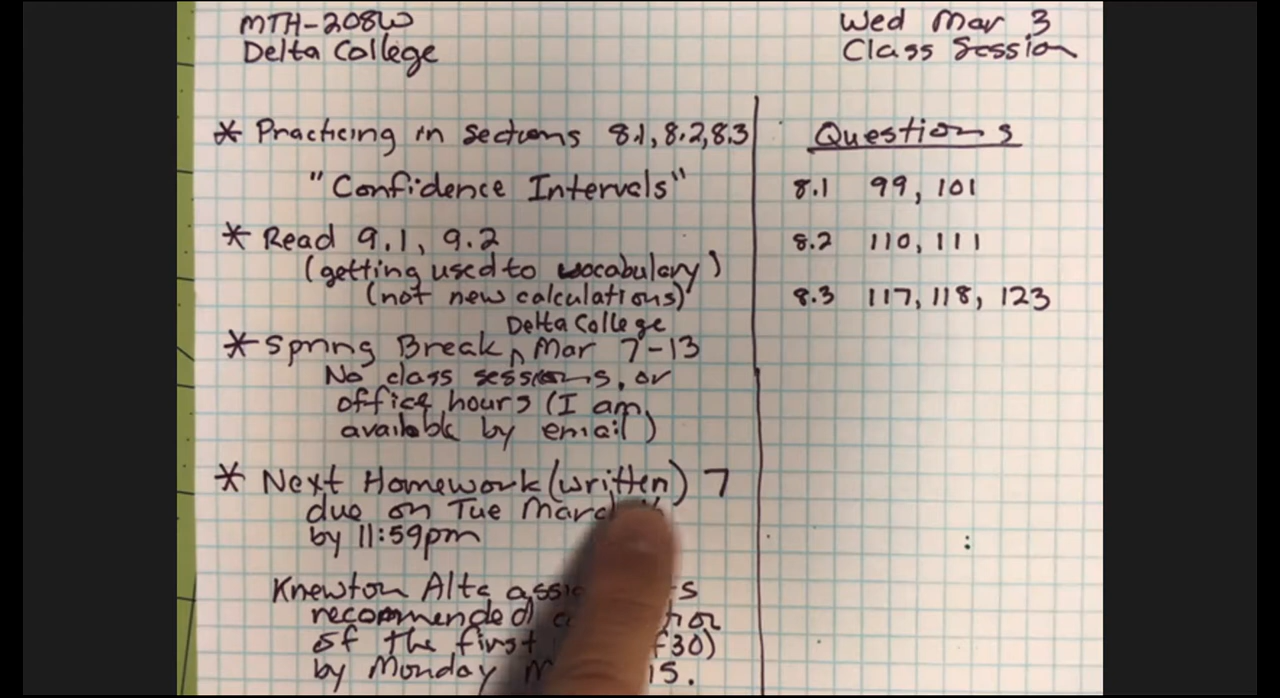 MTH-208W
Delta College
Wed Mar 3
Class Session
* Practicing in sections 8.1, 8.2, 8.3
"Confidence Intervals"
* Read 9.1, 9.2
(getting used to vocabulary)
(not new calculations)
Delta College
* Spring Break ^ Mar 7-13
No class sessions, or
office hours (I am
available by email)
* Next Homework (written) 7
due on Tue
by 11:59pm
Knewton Alta
recommended
of the first 30)
by Monday 15.
Questions
8.1 99, 101
8.2 110, 111
8.3 117, 118, 123